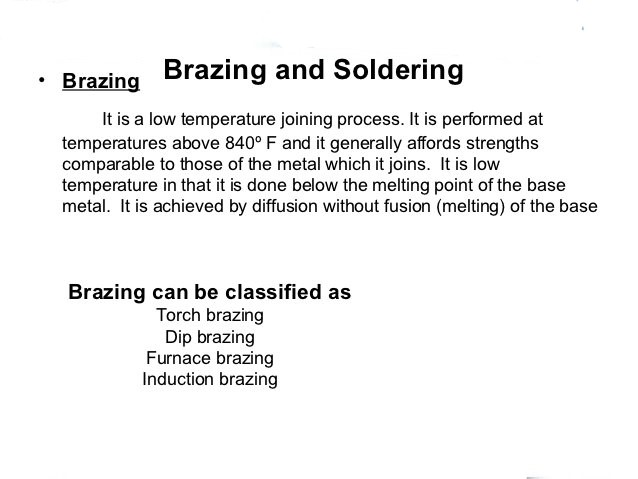 Brazing and Soldering
• Brazing
It is a low temperature joining process. It is performed at
temperatures above 840º F and it generally affords strengths
comparable to those of the metal which it joins. It is low
temperature in that it is done below the melting point of the base
metal. It is achieved by diffusion without fusion (melting) of the base
Brazing can be classified as
Torch brazing
Dip brazing
Furnace brazing
Induction brazing